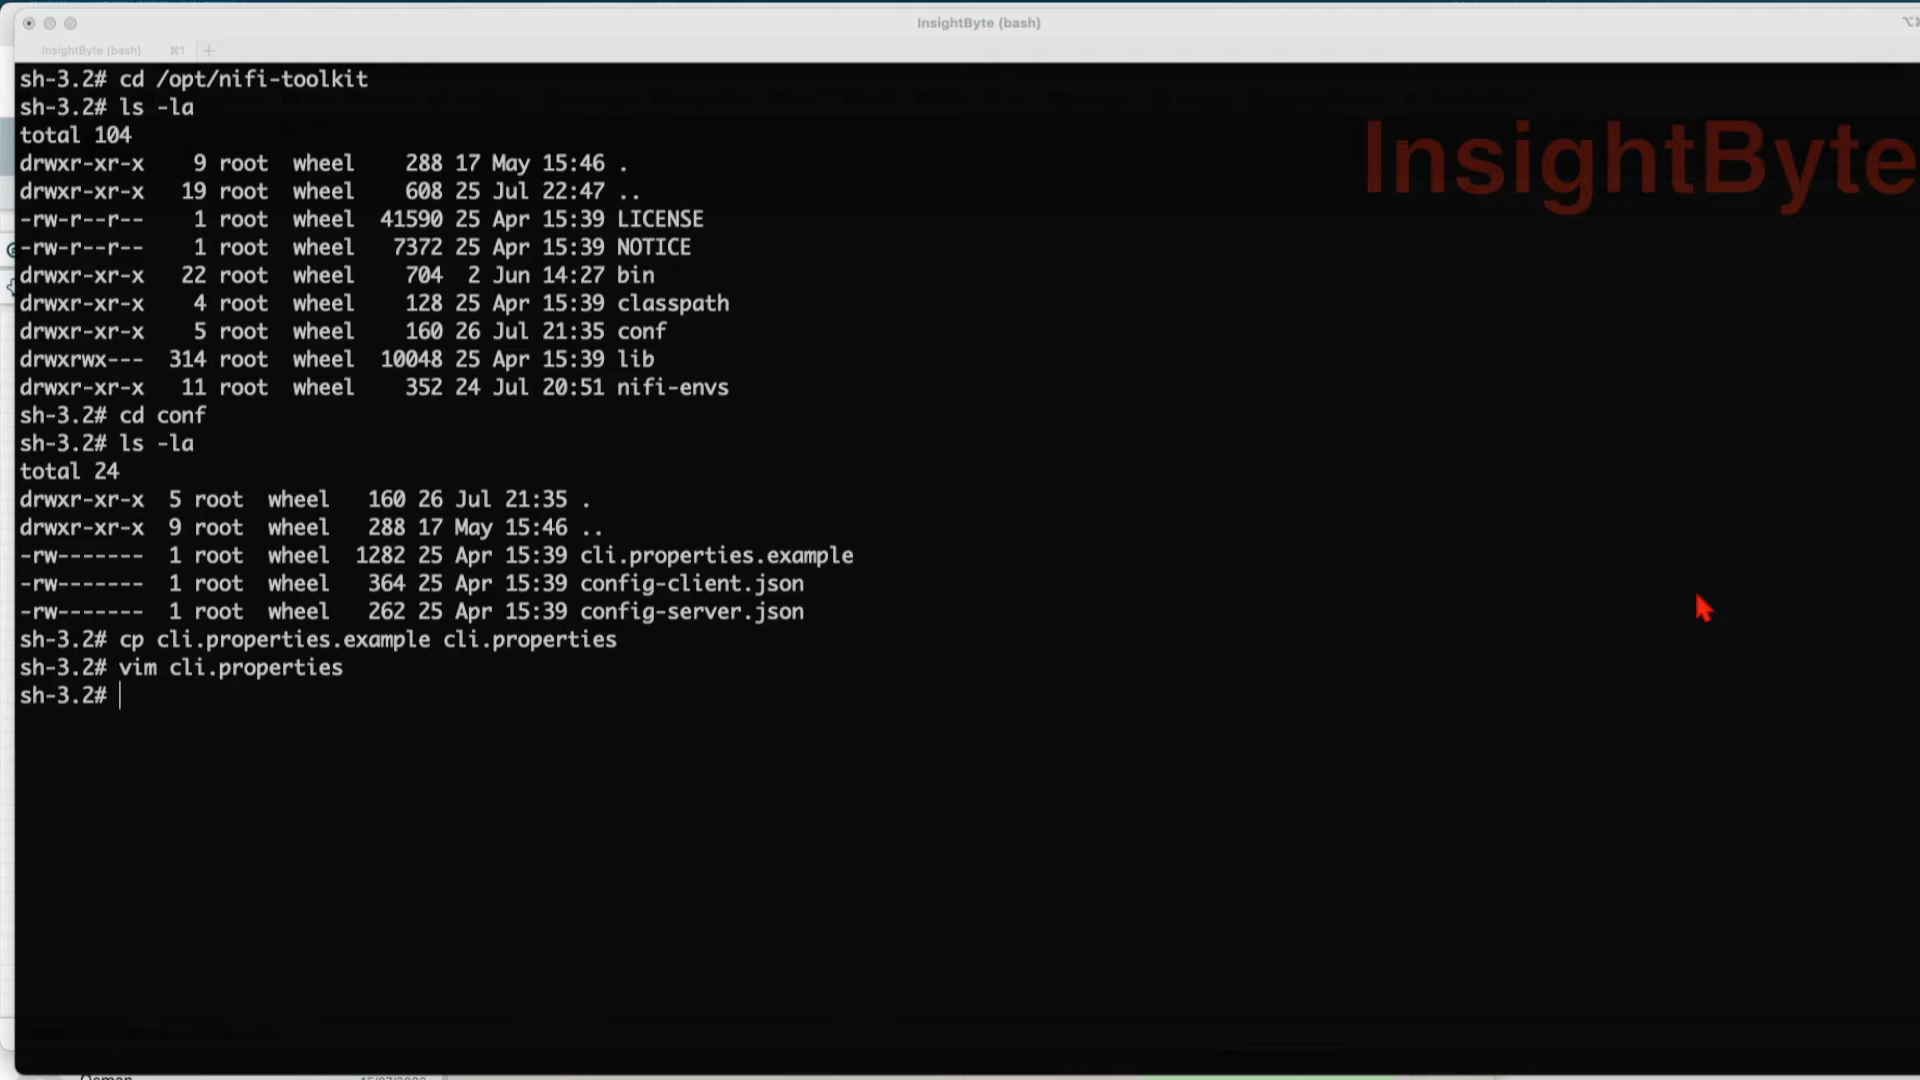 InsightByte (bash)
InsightByte (bash) ⌘1 +
sh-3.2# cd /opt/nifi-toolkit
sh-3.2# ls -la
total 104
drwxr-xr-x 9 root wheel 288 17 May 15:46 .
drwxr-xr-x 19 root wheel 608 25 Jul 22:47 ..
-rw-r--r-- 1 root wheel 41590 25 Apr 15:39 LICENSE
-rw-r--r-- 1 root wheel 7372 25 Apr 15:39 NOTICE
drwxr-xr-x 22 root wheel 704 2 Jun 14:27 bin
drwxr-xr-x 4 root wheel 128 25 Apr 15:39 classpath
drwxr-xr-x 5 root wheel 160 26 Jul 21:35 conf
drwxrwx--- 314 root wheel 10048 25 Apr 15:39 lib
drwxr-xr-x 11 root wheel 352 24 Jul 20:51 nifi-envs
sh-3.2# cd conf
sh-3.2# ls -la
total 24
drwxr-xr-x 5 root wheel 160 26 Jul 21:35 .
drwxr-xr-x 9 root wheel 288 17 May 15:46 ..
-rw------- 1 root wheel 1282 25 Apr 15:39 cli.properties.example
-rw------- 1 root wheel 364 25 Apr 15:39 config-client.json
-rw------- 1 root wheel 262 25 Apr 15:39 config-server.json
sh-3.2# cp cli.properties.example cli.properties
sh-3.2# vim cli.properties
sh-3.2#
InsightByte